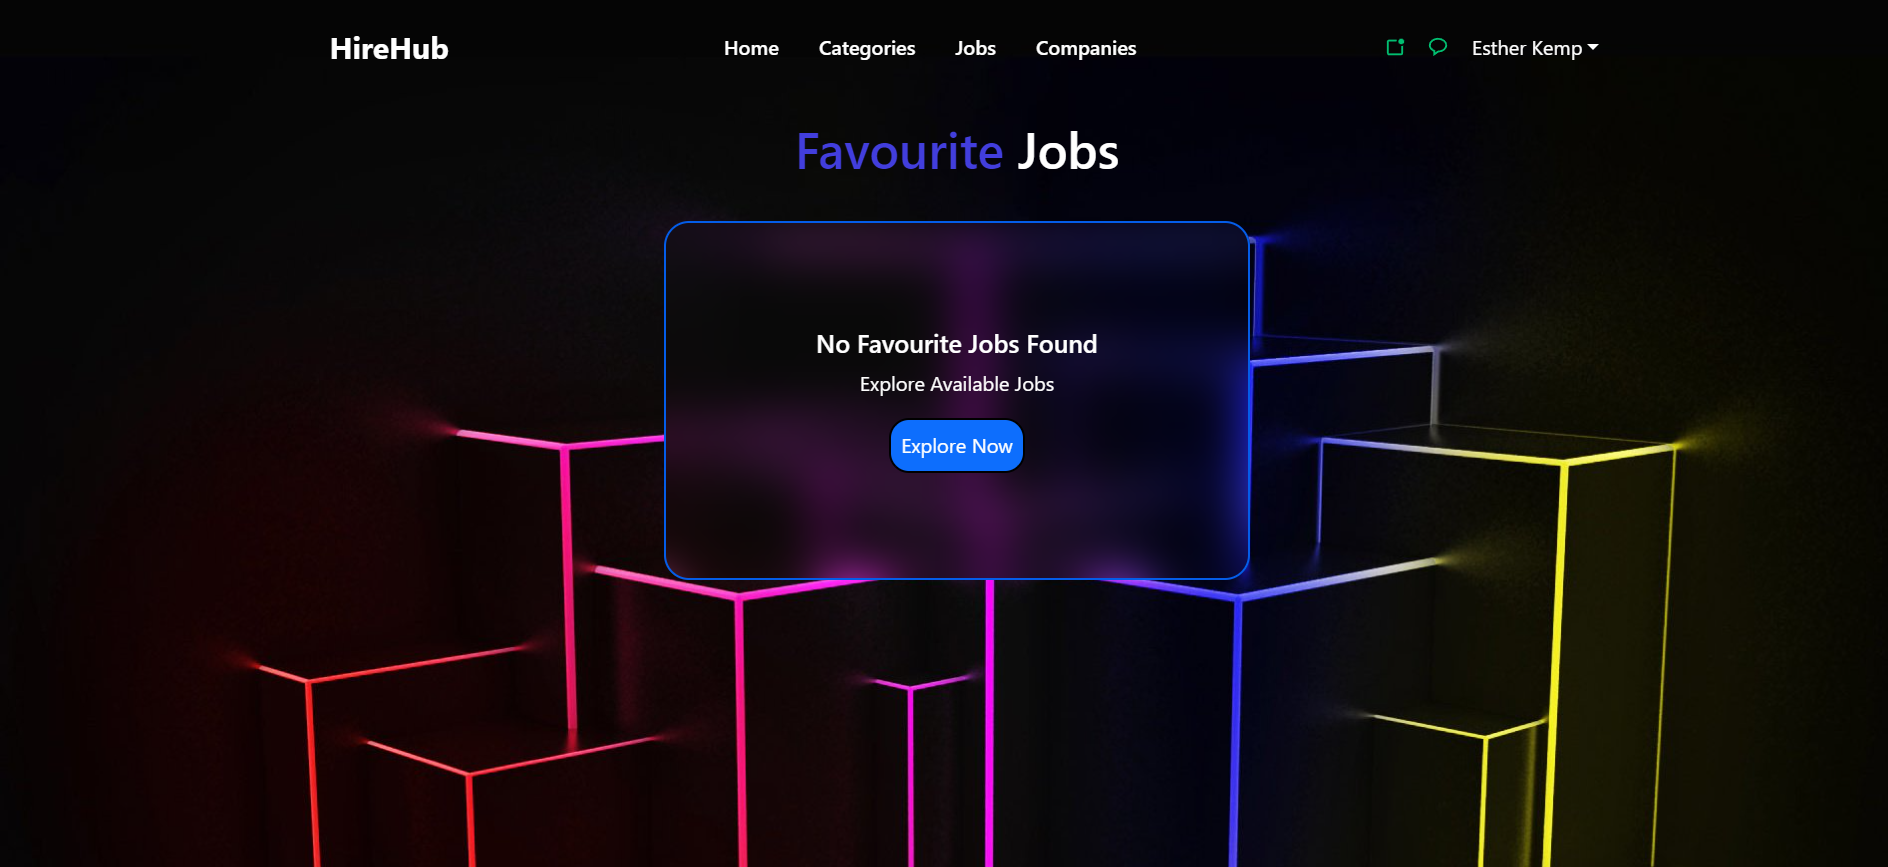 HireHub Home Categories Jobs Companies Esther Kemp
Favourite Jobs
No Favourite Jobs Found
Explore Available Jobs
Explore Now